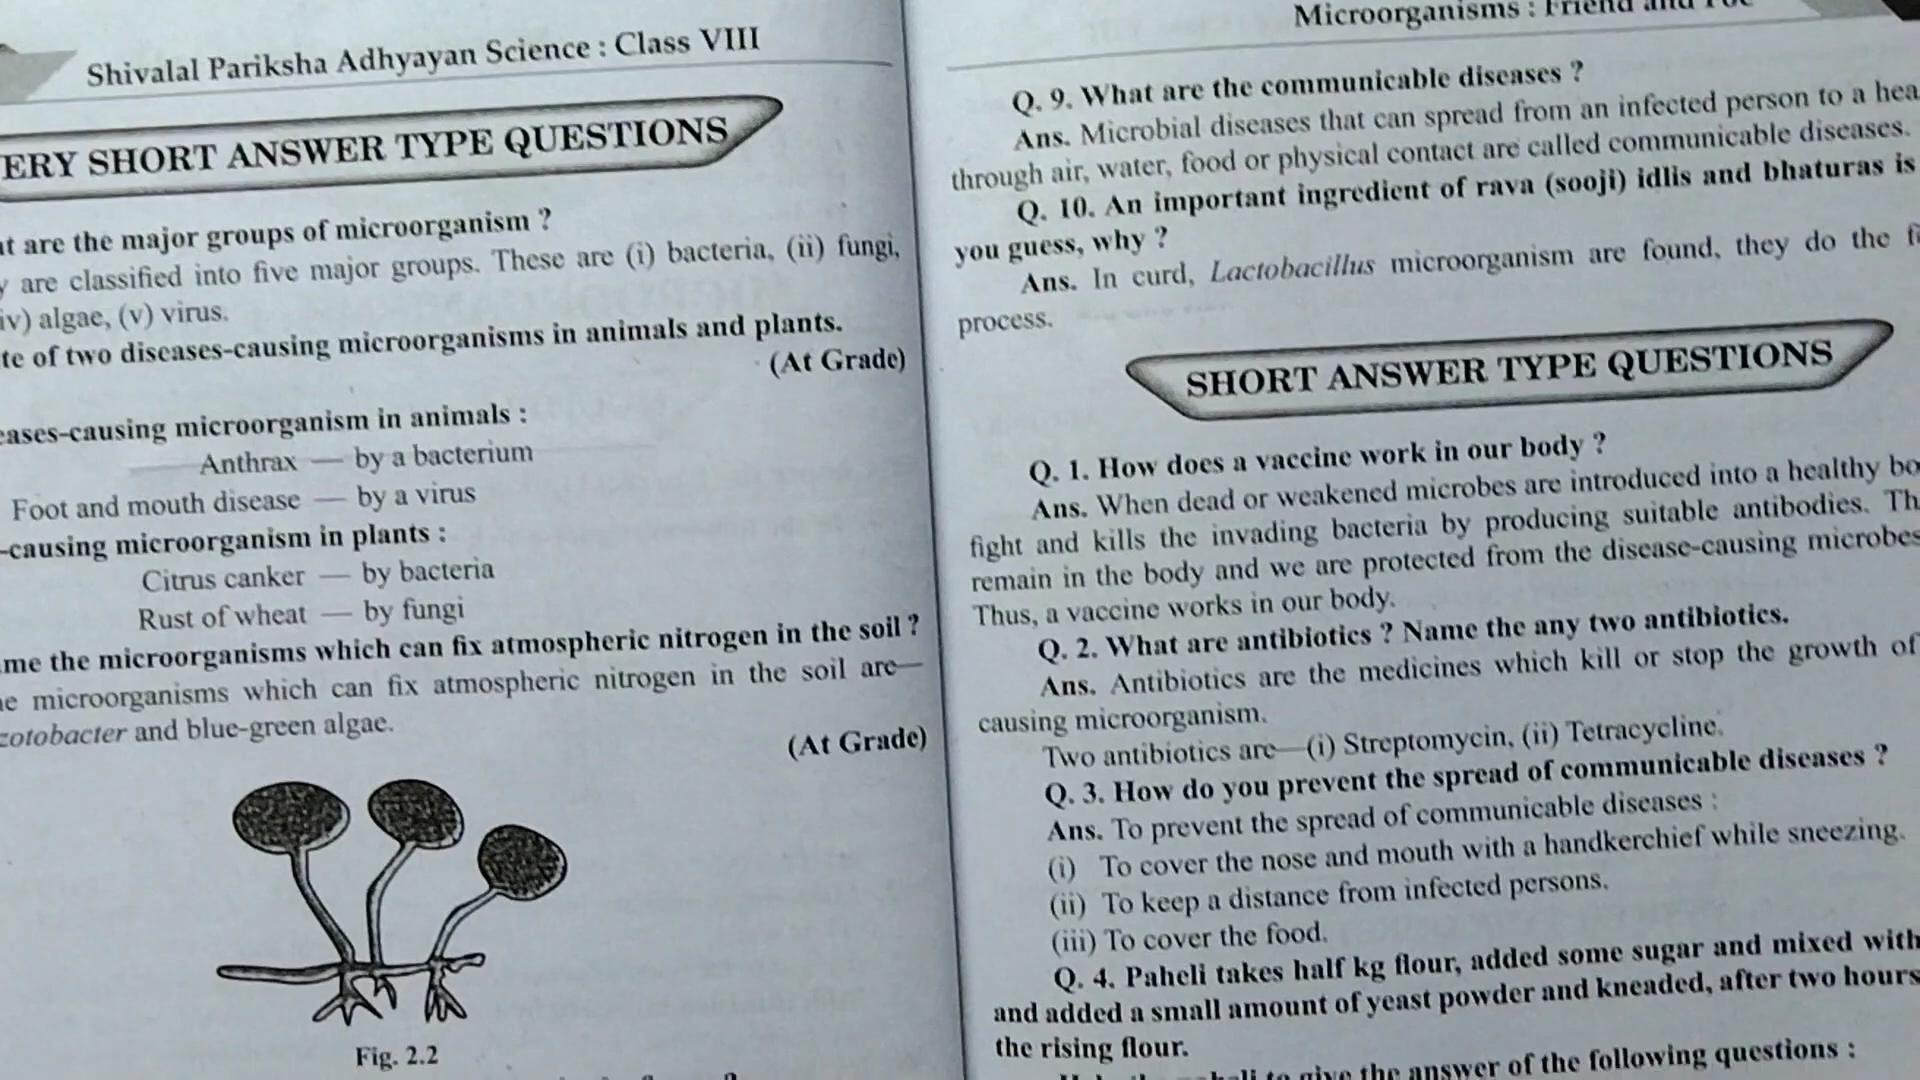 Shivalal Pariksha Adhyayan Science : Class VIII
ERY SHORT ANSWER TYPE QUESTIONS
at are the major groups of microorganism ?
y are classified into five major groups. These are (i) bacteria, (ii) fungi,
iv) algae, (v) virus.
te of two diseases-causing microorganisms in animals and plants.
(At Grade)
eases-causing microorganism in animals :
Anthrax — by a bacterium
Foot and mouth disease — by a virus
-causing microorganism in plants :
Citrus canker — by bacteria
Rust of wheat — by fungi
me the microorganisms which can fix atmospheric nitrogen in the soil ?
e microorganisms which can fix atmospheric nitrogen in the soil are—
zotobacter and blue-green algae.
(At Grade)
Fig. 2.2
Microorganisms : Friend and Foe
Q. 9. What are the communicable diseases ?
Ans. Microbial diseases that can spread from an infected person to a hea
through air, water, food or physical contact are called communicable diseases.
Q. 10. An important ingredient of rava (sooji) idlis and bhaturas is
you guess, why ?
Ans. In curd, Lactobacillus microorganism are found, they do the
process.
SHORT ANSWER TYPE QUESTIONS
Q. 1. How does a vaccine work in our body ?
Ans. When dead or weakened microbes are introduced into a healthy bo
fight and kills the invading bacteria by producing suitable antibodies. Th
remain in the body and we are protected from the disease-causing microbes
Thus, a vaccine works in our body.
Q. 2. What are antibiotics ? Name the any two antibiotics.
Ans. Antibiotics are the medicines which kill or stop the growth of
causing microorganism.
Two antibiotics are—(i) Streptomycin, (ii) Tetracycline.
Q. 3. How do you prevent the spread of communicable diseases ?
Ans. To prevent the spread of communicable diseases :
(i) To cover the nose and mouth with a handkerchief while sneezing.
(ii) To keep a distance from infected persons.
(iii) To cover the food.
Q. 4. Paheli takes half kg flour, added some sugar and mixed with
and added a small amount of yeast powder and kneaded, after two hours
the rising flour.
to give the answer of the following questions :